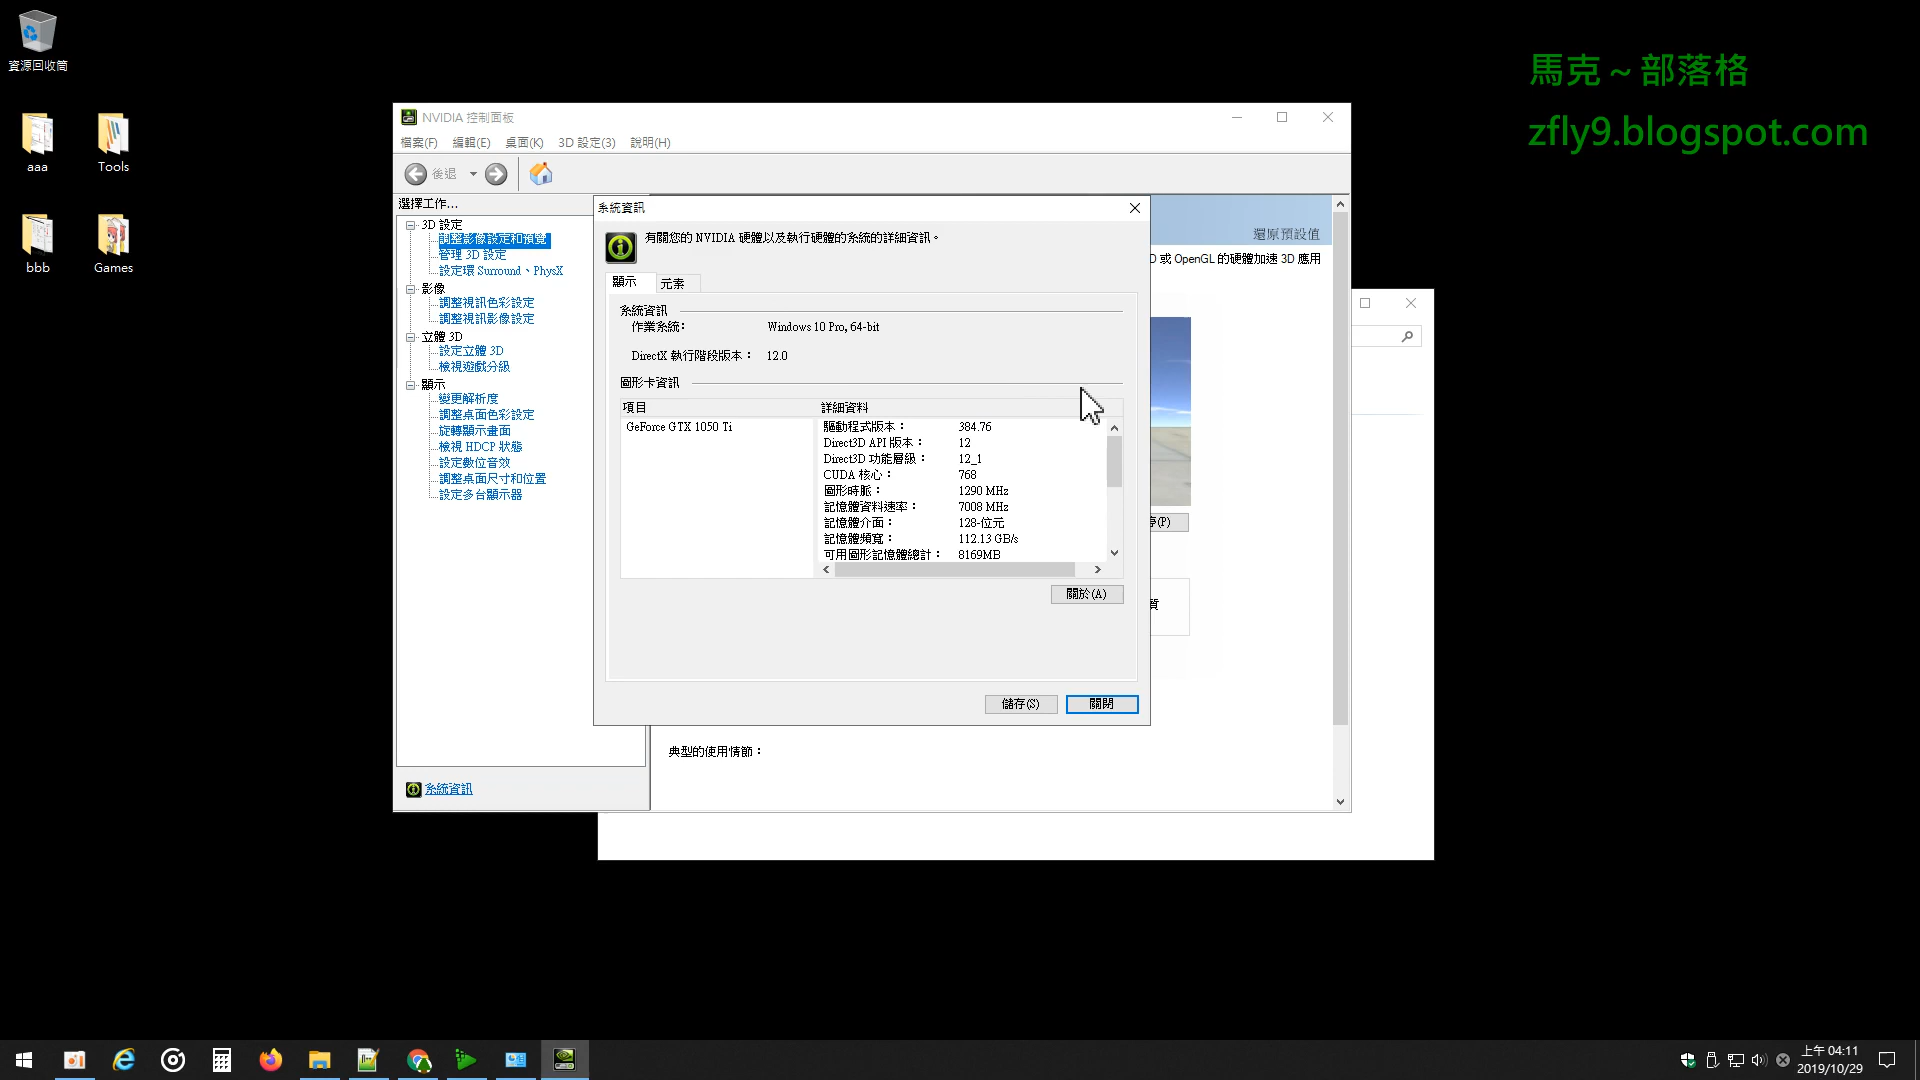 資源回收筒
aaa
Tools
bbb
Games
馬克~部落格
zfly9.blogspot.com
NVIDIA 控制面板
檔案(F) 編輯(E) 桌面(K) 3D 設定(3) 說明(H)
後退
選擇工作...
3D 設定
調整影像設定和預覽
管理 3D 設定
設定環 Surround、PhysX
影像
調整視訊色彩設定
調整視訊影像設定
立體 3D
設定立體 3D
檢視遊戲分級
顯示
變更解析度
調整桌面色彩設定
旋轉顯示畫面
檢視 HDCP 狀態
設定數位音效
調整桌面尺寸和位置
設定多台顯示器
系統資訊
還原預設值
D 或 OpenGL 的硬體加速 3D 應用
(P)
質
典型的使用情節：
系統資訊
有關您的 NVIDIA 硬體以及執行硬體的系統的詳細資訊。
顯示 元素
系統資訊
作業系統: Windows 10 Pro, 64-bit
DirectX 執行階段版本： 12.0
圖形卡資訊
項目 詳細資料
GeForce GTX 1050 Ti
驅動程式版本： 384.76
Direct3D API 版本： 12
Direct3D 功能層級： 12_1
CUDA 核心： 768
圖形時脈： 1290 MHz
記憶體資料速率： 7008 MHz
記憶體介面： 128-位元
記憶體頻寬： 112.13 GB/s
可用圖形記憶體總計： 8169MB
關於(A)
儲存(S) 關閉
上午 04:11
2019/10/29